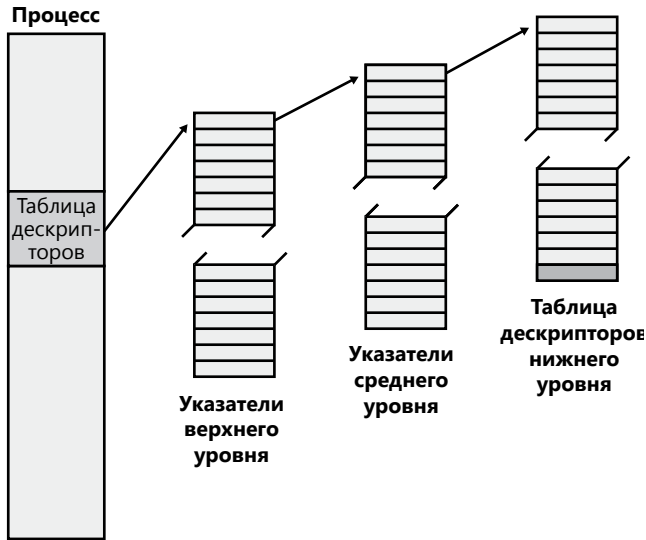 Процесс
Таблица
дескрип-
торов
Указатели
верхнего
уровня
Указатели
среднего
уровня
Таблица
дескрипторов
нижнего
уровня